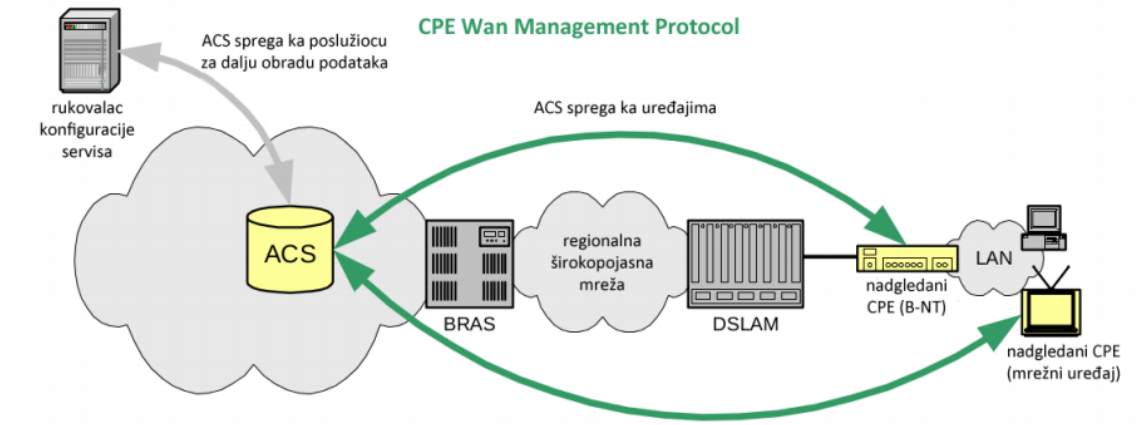 CPE Wan Management Protocol
ACS sprega ka poslužiocu
za dalju obradu podataka
rukovalac
konfiguracije
servisa
ACS sprega ka uređajima
ACS
BRAS
regionalna
širokopojasna
mreža
DSLAM
nadgledani
CPE (B-NT)
LAN
nadgledani CPE
(mrežni uređaj)